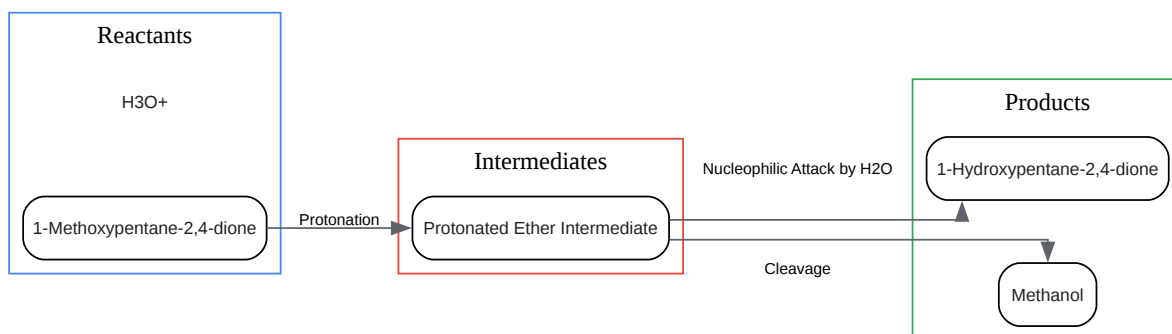 Reactants
H3O+
1-Methoxypentane-2,4-dione
Protonation
Intermediates
Protonated Ether Intermediate
Nucleophilic Attack by H2O
Cleavage
Products
1-Hydroxypentane-2,4-dione
Methanol